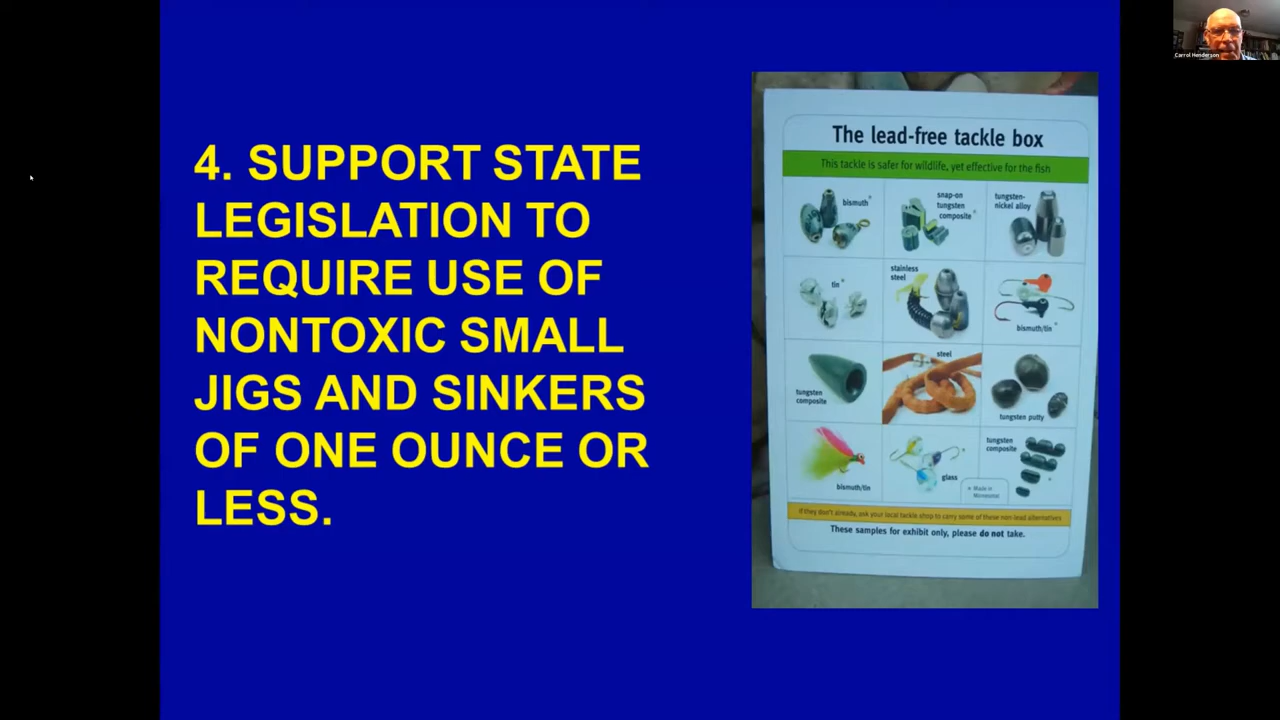 Carrol Henderson
4. SUPPORT STATE
LEGISLATION TO
REQUIRE USE OF
NONTOXIC SMALL
JIGS AND SINKERS
OF ONE OUNCE OR
LESS.
The lead-free tackle box
This tackle is safer for wildlife, yet effective for the fish
bismuth*
snap-on
tungsten
composite*
tungsten-
nickel alloy
tin*
stainless
steel
bismuth/tin*
tungsten
composite
steel
tungsten putty
bismuth/tin
glass*
tungsten
composite*
* Made in
Minnesota!
If they don't already, ask your local tackle shop to carry some of these non-lead alternatives
These samples for exhibit only, please do not take.